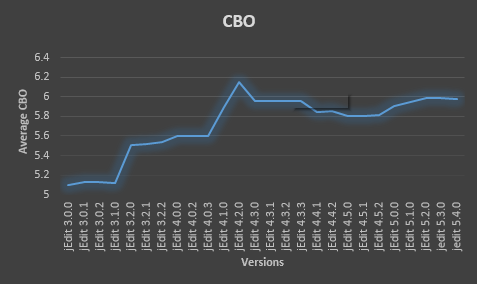 CBO
6.4
6.2
6
5.8
5.6
5.4
5.2
5
Average CBO
jEdit 3.0.0
jEdit 3.0.1
jEdit 3.0.2
jEdit 3.1.0
jEdit 3.2.0
jEdit 3.2.1
jEdit 3.2.2
jEdit 4.0.0
jEdit 4.0.2
jEdit 4.0.3
jEdit 4.1.0
jEdit 4.2.0
jEdit 4.3.0
jEdit 4.3.1
jEdit 4.3.2
jEdit 4.3.3
jEdit 4.4.1
jEdit 4.4.2
jEdit 4.5.0
jEdit 4.5.1
jEdit 4.5.2
jEdit 5.0.0
jEdit 5.1.0
jEdit 5.2.0
jedit 5.3.0
jedit 5.4.0
Versions